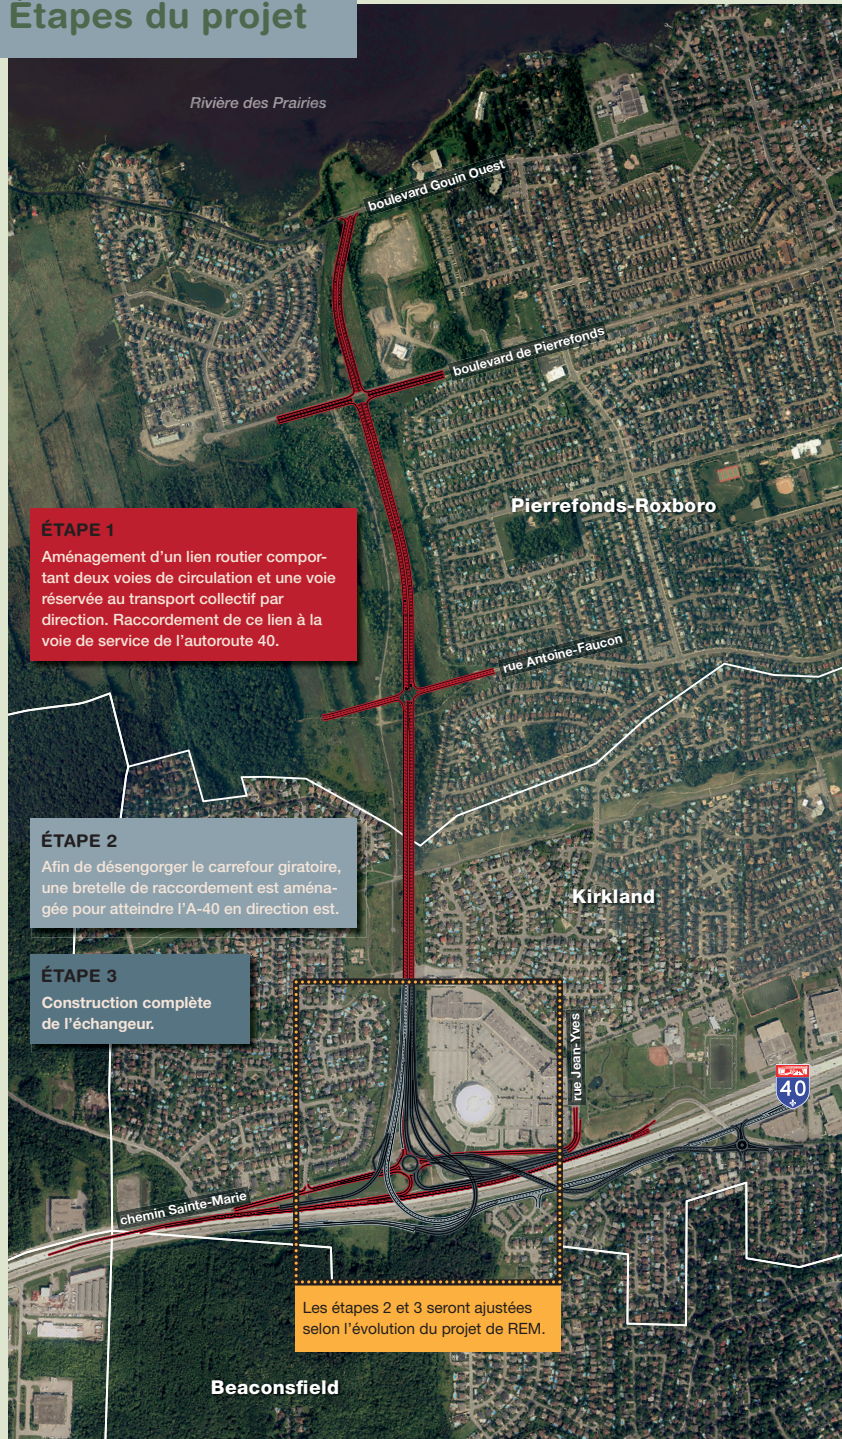 Étapes du projet
Rivière des Prairies
boulevard Gouin Ouest
boulevard de Pierrefonds
Pierrefonds-Roxboro
ÉTAPE 1
Aménagement d'un lien routier compor-
tant deux voies de circulation et une voie
réservée au transport collectif par
direction. Raccordement de ce lien à la
voie de service de l'autoroute 40.
rue Antoine-Faucon
ÉTAPE 2
Afin de désengorger le carrefour giratoire,
une bretelle de raccordement est aména-
gée pour atteindre l'A-40 en direction est.
Kirkland
ÉTAPE 3
Construction complète
de l'échangeur.
rue Jean-Yves
40
chemin Sainte-Marie
Les étapes 2 et 3 seront ajustées
selon l'évolution du projet de REM.
Beaconsfield